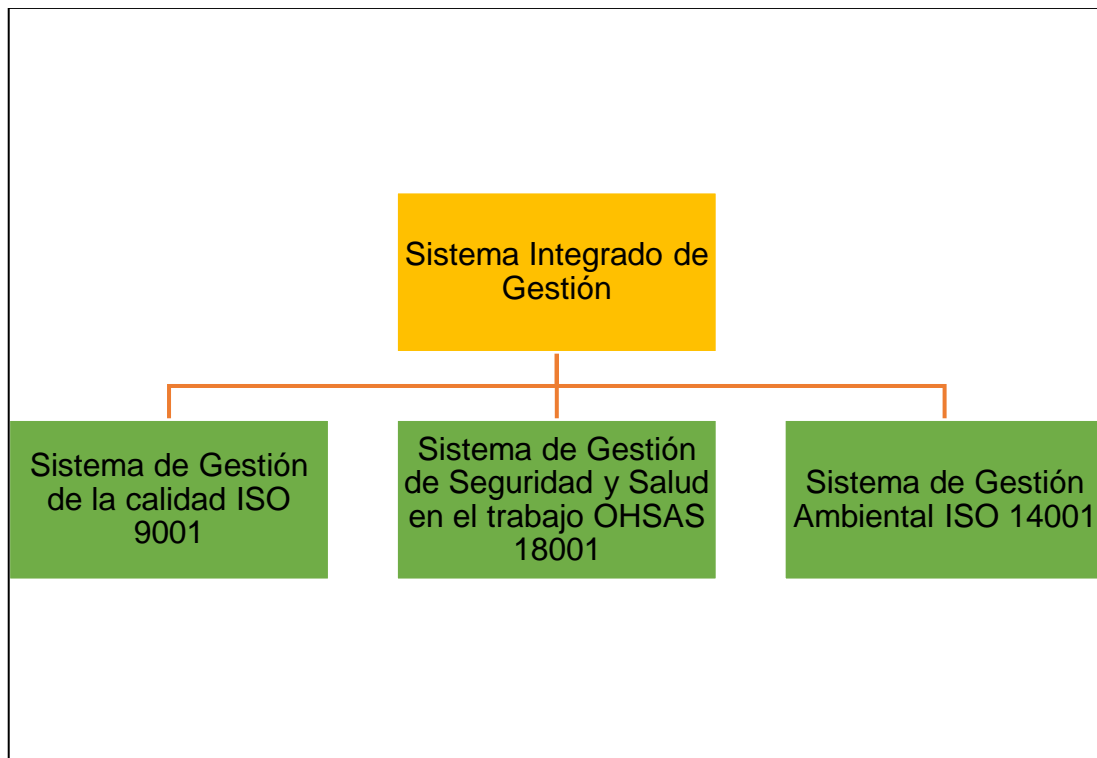 Sistema Integrado de
Gestión
Sistema de Gestión
de la calidad ISO
9001
Sistema de Gestión
de Seguridad y Salud
en el trabajo OHSAS
18001
Sistema de Gestión
Ambiental ISO 14001